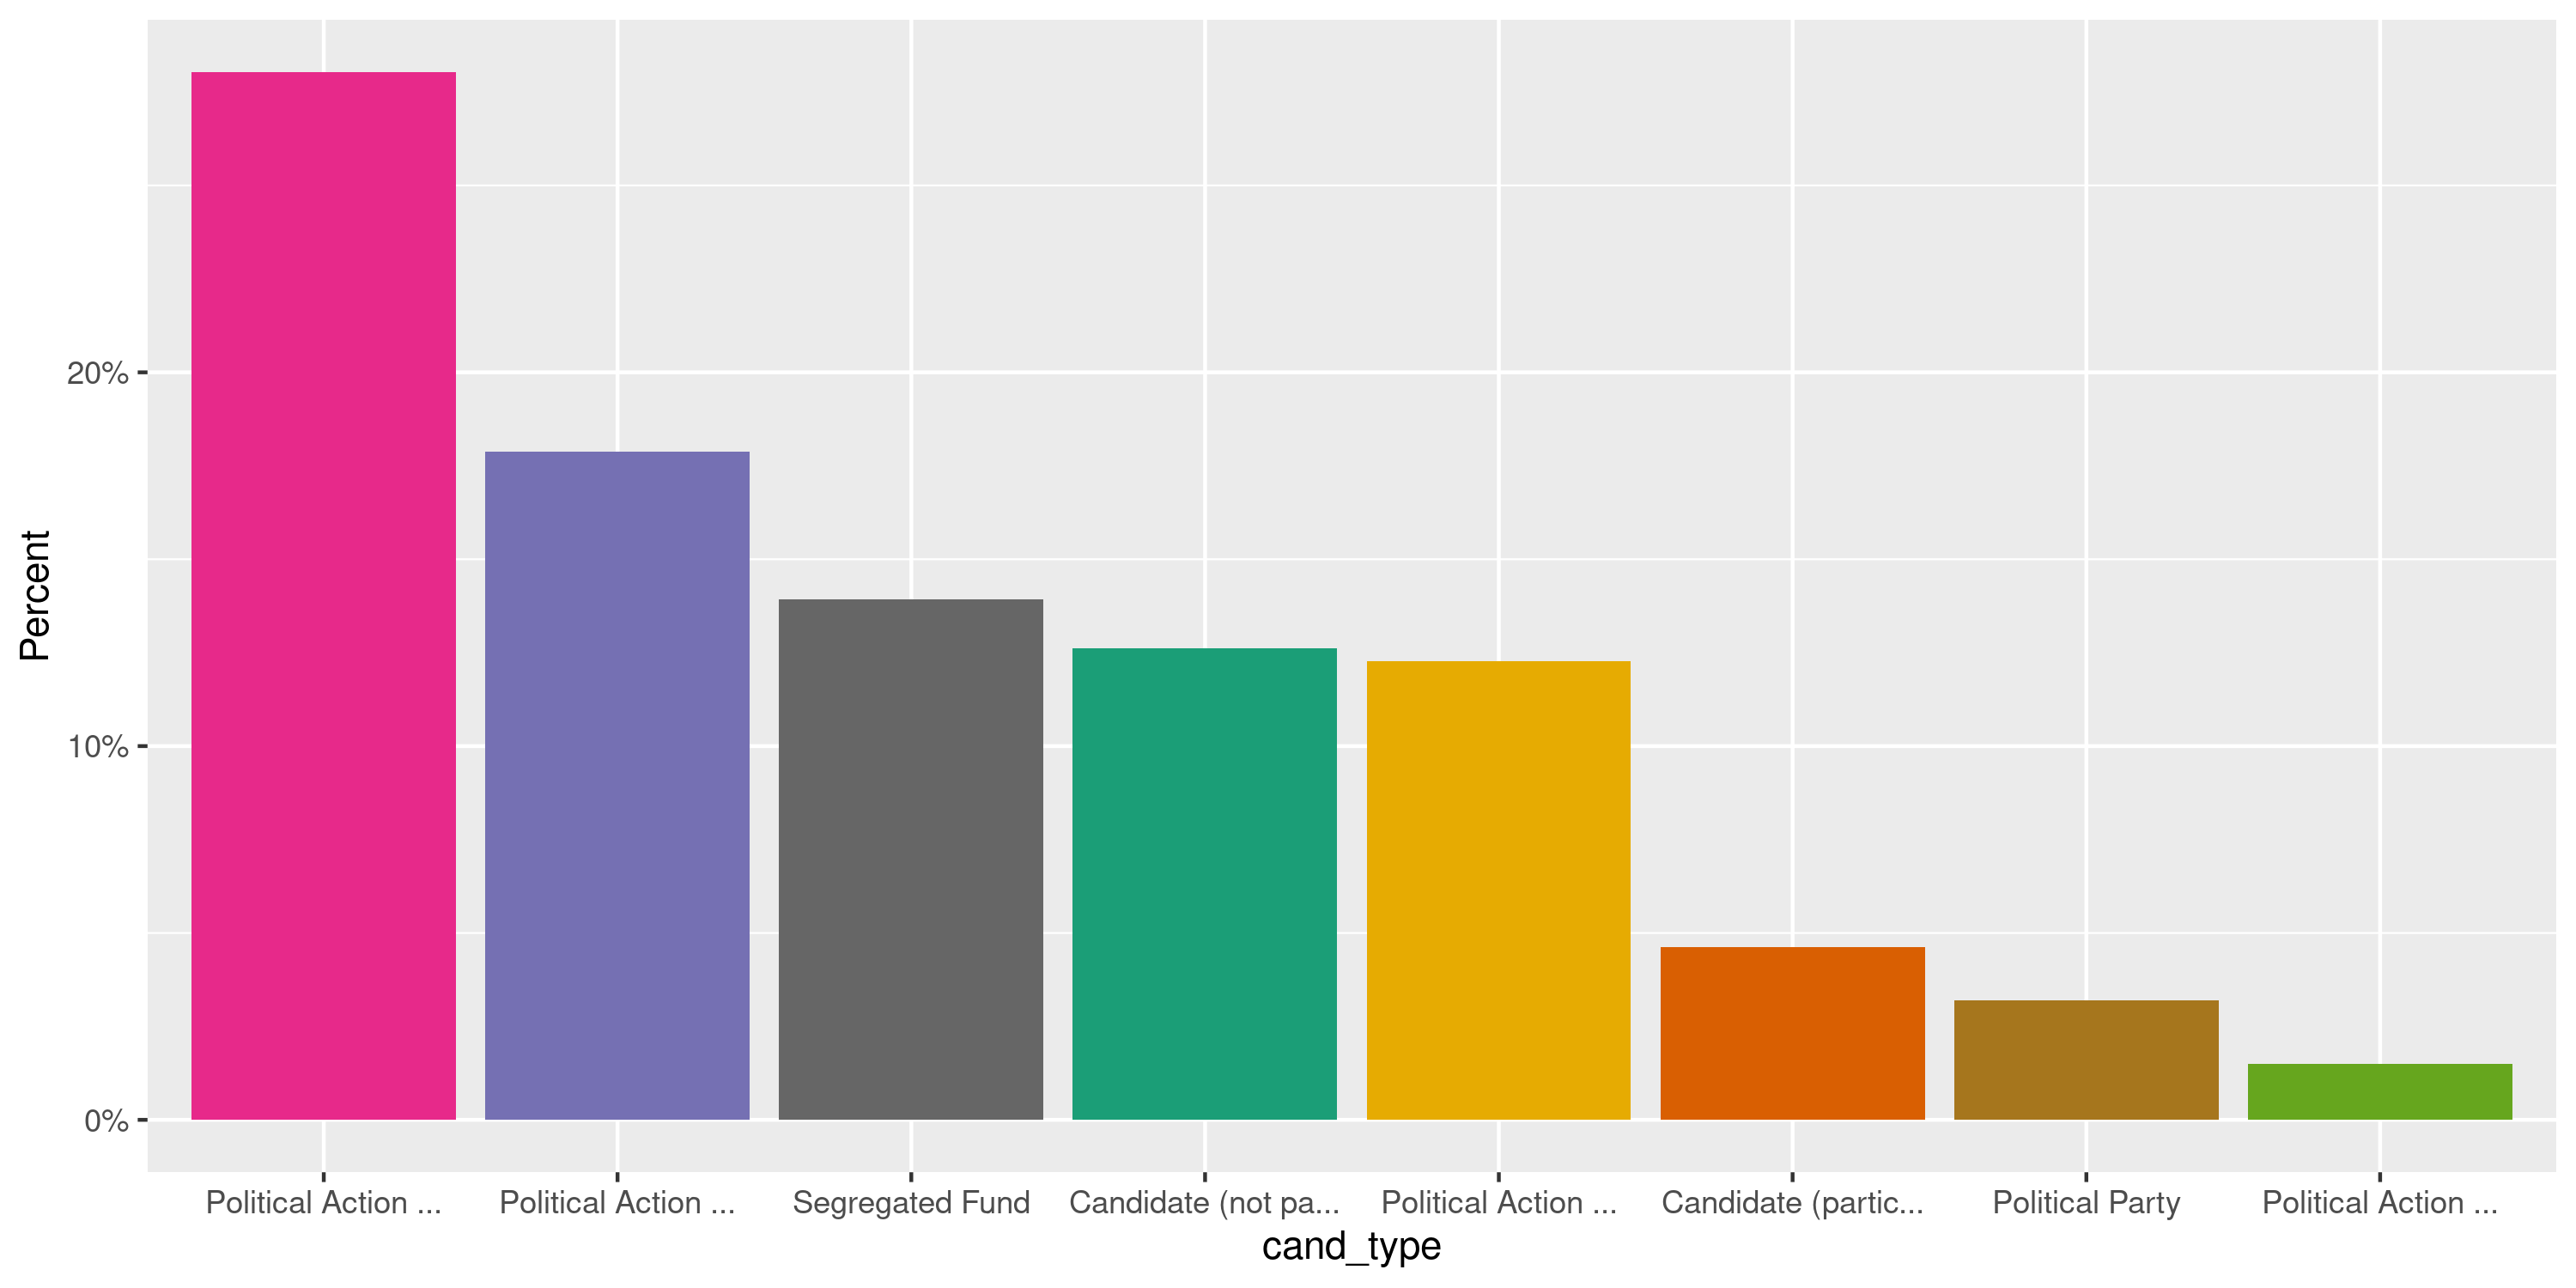 Percent
20%
10%
0%
Political Action ...
Political Action ...
Segregated Fund
Candidate (not pa...
Political Action ...
Candidate (partic...
Political Party
Political Action ...
cand_type